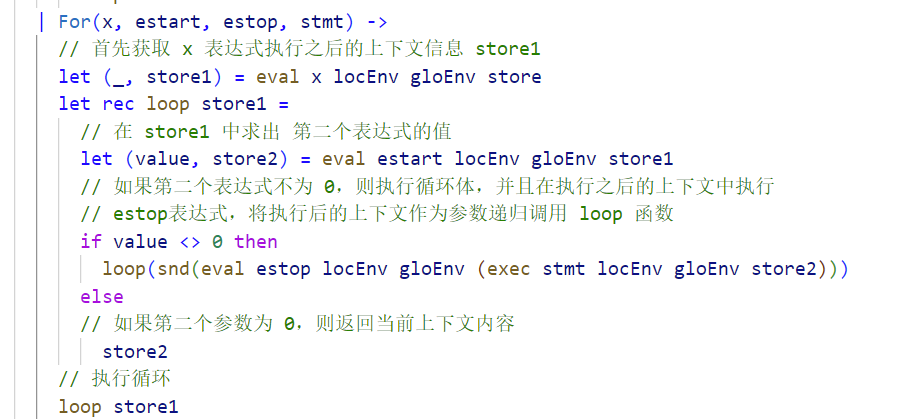 | For(x, estart, estop, stmt) ->
// 首先获取 x 表达式执行之后的上下文信息 store1
let (_, store1) = eval x locEnv gloEnv store
let rec loop store1 =
// 在 store1 中求出 第二个表达式的值
let (value, store2) = eval estart locEnv gloEnv store1
// 如果第二个表达式不为 0，则执行循环体，并且在执行之后的上下文中执行
// estop表达式，将执行后的上下文作为参数递归调用 loop 函数
if value <> 0 then
loop(snd(eval estop locEnv gloEnv (exec stmt locEnv gloEnv store2)))
else
// 如果第二个参数为 0，则返回当前上下文内容
store2
// 执行循环
loop store1